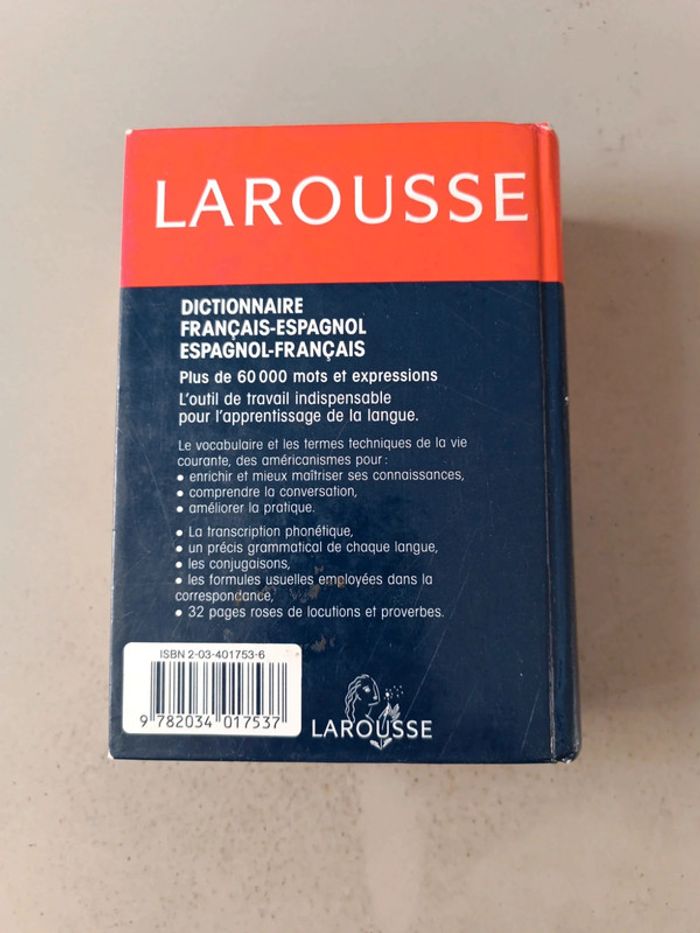 LAROUSSE
DICTIONNAIRE
FRANÇAIS-ESPAGNOL
ESPAGNOL-FRANÇAIS
Plus de 60 000 mots et expressions
L'outil de travail indispensable
pour l'apprentissage de la langue.
Le vocabulaire et les termes techniques de la vie
courante, des américanismes pour :
• enrichir et mieux maîtriser ses connaissances,
• comprendre la conversation,
• améliorer la pratique.
• La transcription phonétique,
• un précis grammatical de chaque langue,
• les conjugaisons,
• les formules usuelles employées dans la
correspondance,
• 32 pages roses de locutions et proverbes.
ISBN 2-03-401753-6
9 782034 017537
LAROUSSE